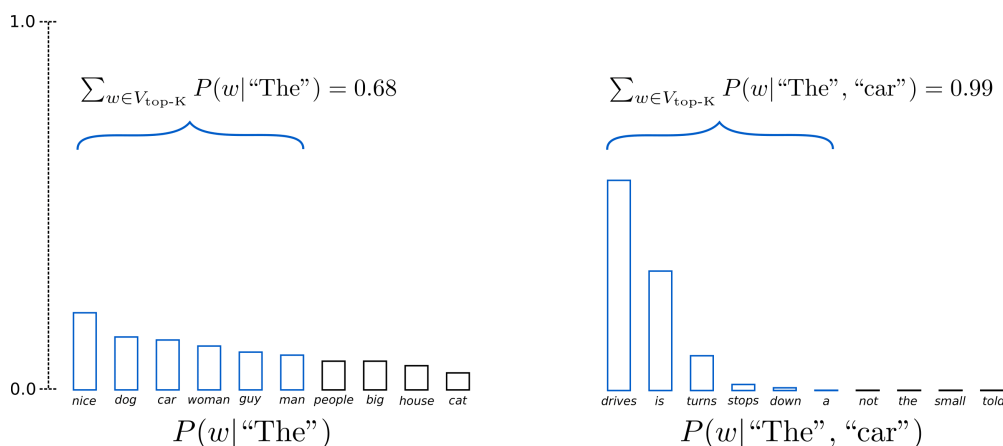 1.0
∑w∈Vtop-K P(w|“The”) = 0.68
∑w∈Vtop-K P(w|“The”, “car”) = 0.99
0.0
nice dog car woman guy man people big house cat
drives is turns stops down a not the small told
P(w|“The”)
P(w|“The”, “car”)